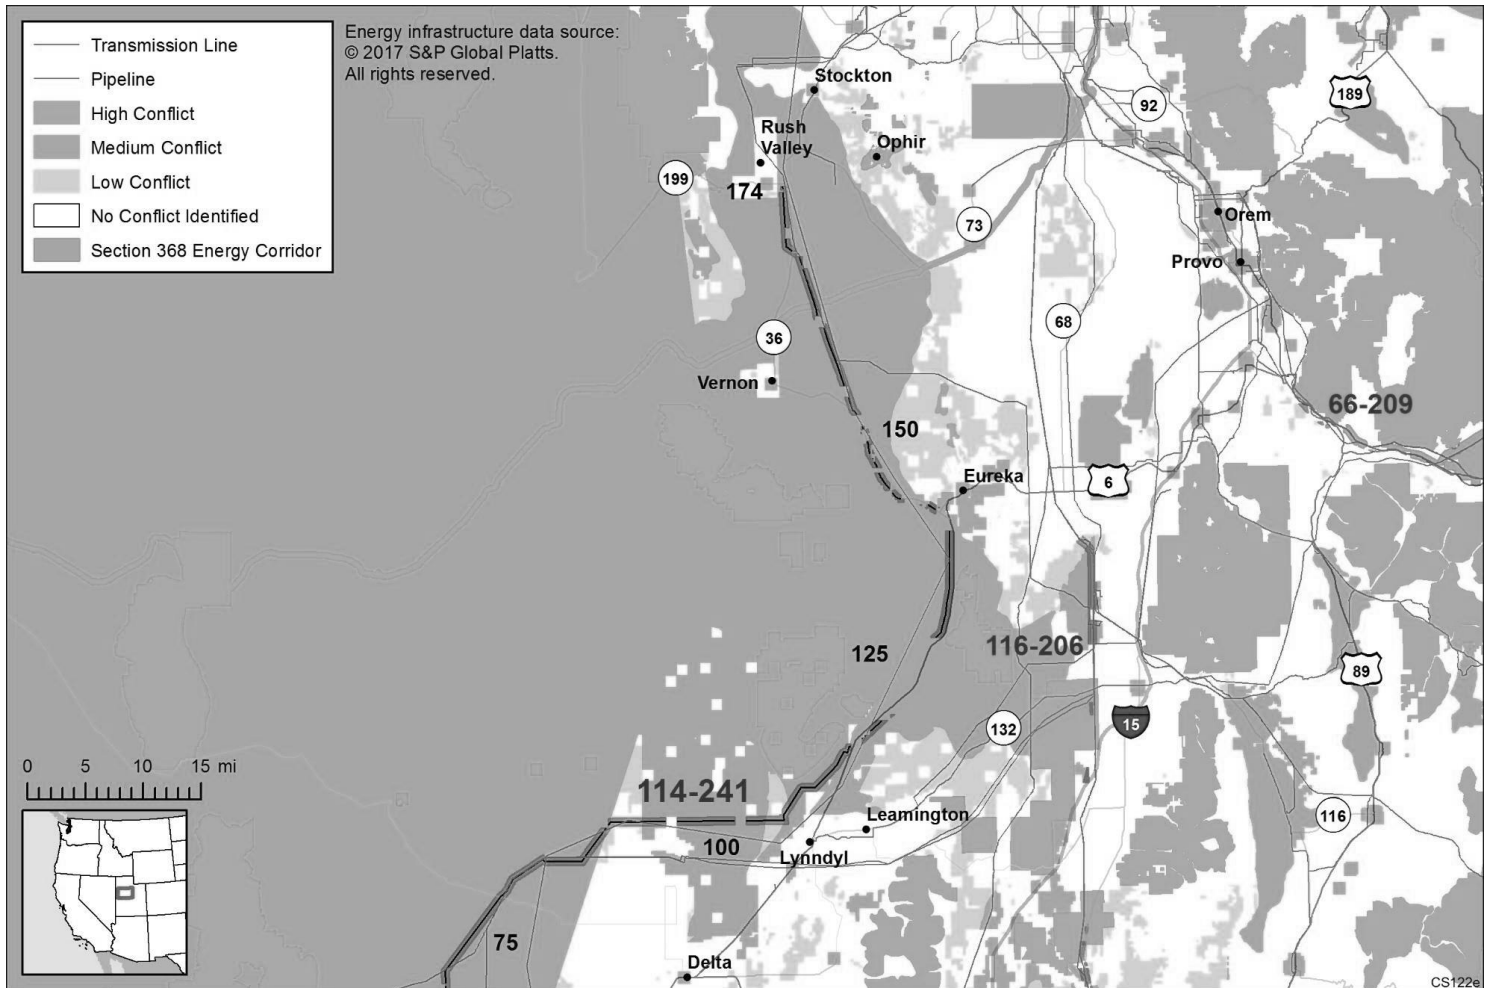 Transmission Line
Pipeline
High Conflict
Medium Conflict
Low Conflict
No Conflict Identified
Section 368 Energy Corridor
Energy infrastructure data source:
© 2017 S&P Global Platts.
All rights reserved.
Stockton
189
92
Rush
Valley
Ophir
199
174
73
Orem
Provo
68
36
Vernon
66-209
150
Eureka
6
125
116-206
89
15
132
0 5 10 15 mi
114-241
Leamington
116
100
Lynndyl
75
Delta
CS122e